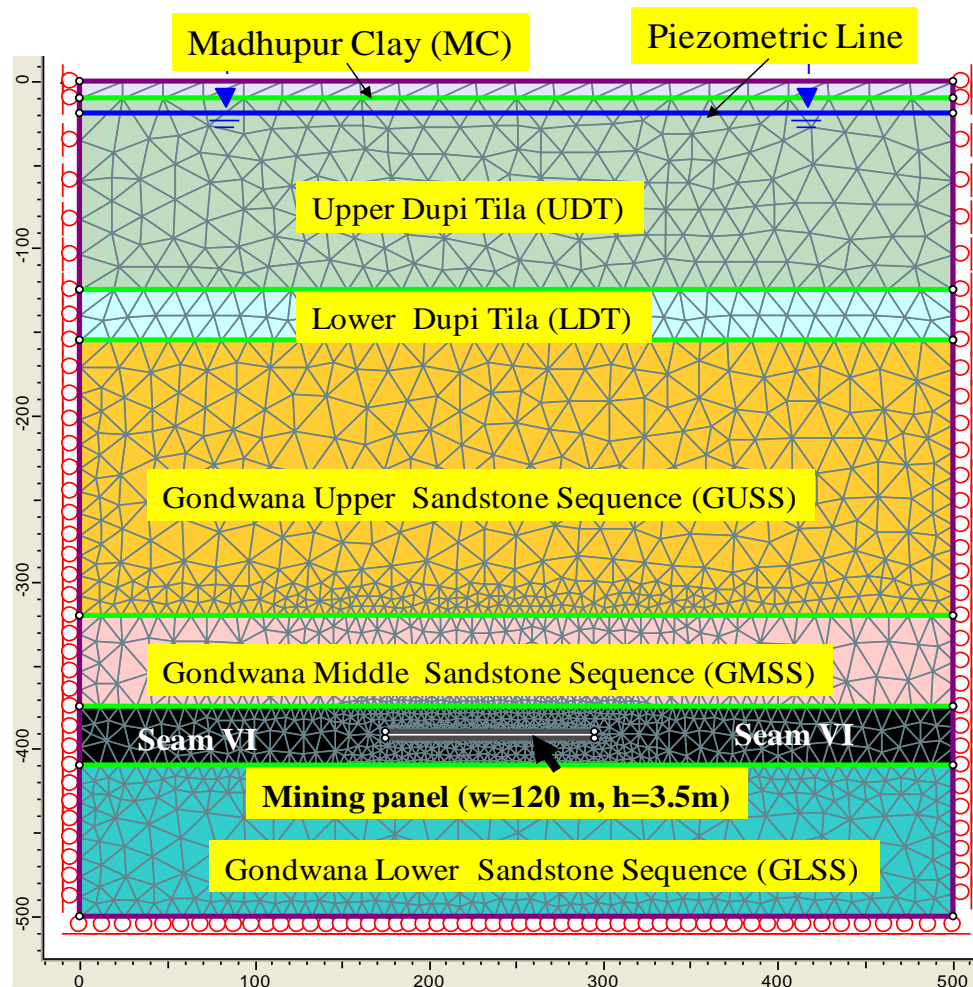 Madhupur Clay (MC)
Piezometric Line
0
Upper Dupi Tila (UDT)
-100
Lower Dupi Tila (LDT)
-200
Gondwana Upper Sandstone Sequence (GUSS)
-300
Gondwana Middle Sandstone Sequence (GMSS)
Seam VI
Seam VI
-400
Mining panel (w=120 m, h=3.5m)
Gondwana Lower Sandstone Sequence (GLSS)
-500
0 100 200 300 400 500